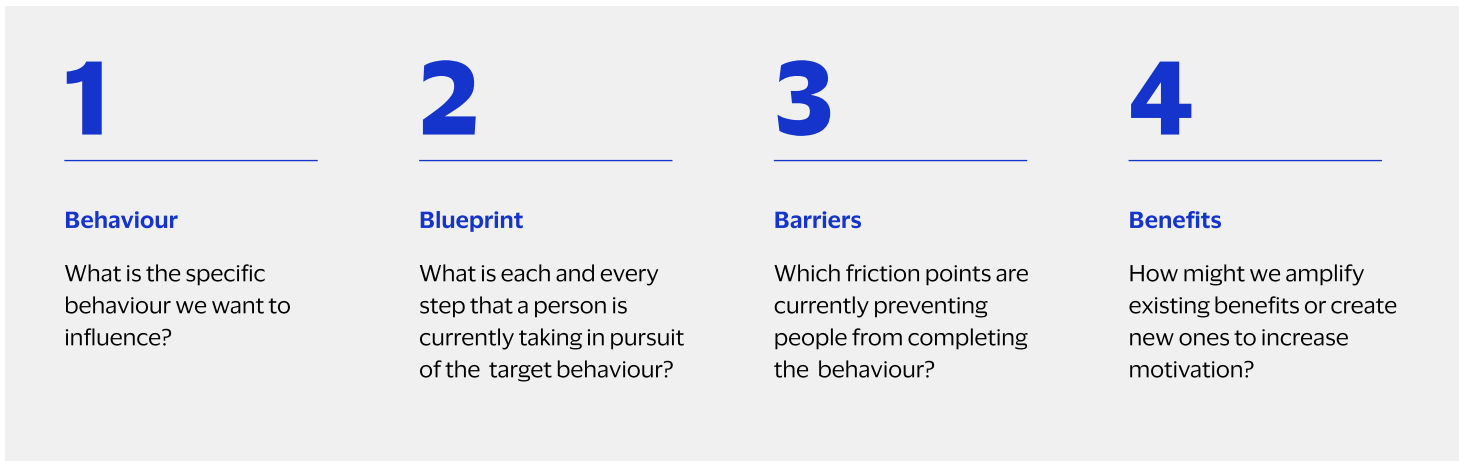 1
Behaviour
What is the specific
behaviour we want to
influence?
2
Blueprint
What is each and every
step that a person is
currently taking in pursuit
of the  target behaviour?
3
Barriers
Which friction points are
currently preventing
people from completing
the  behaviour?
4
Benefits
How might we amplify
existing benefits or create
new ones to increase
motivation?